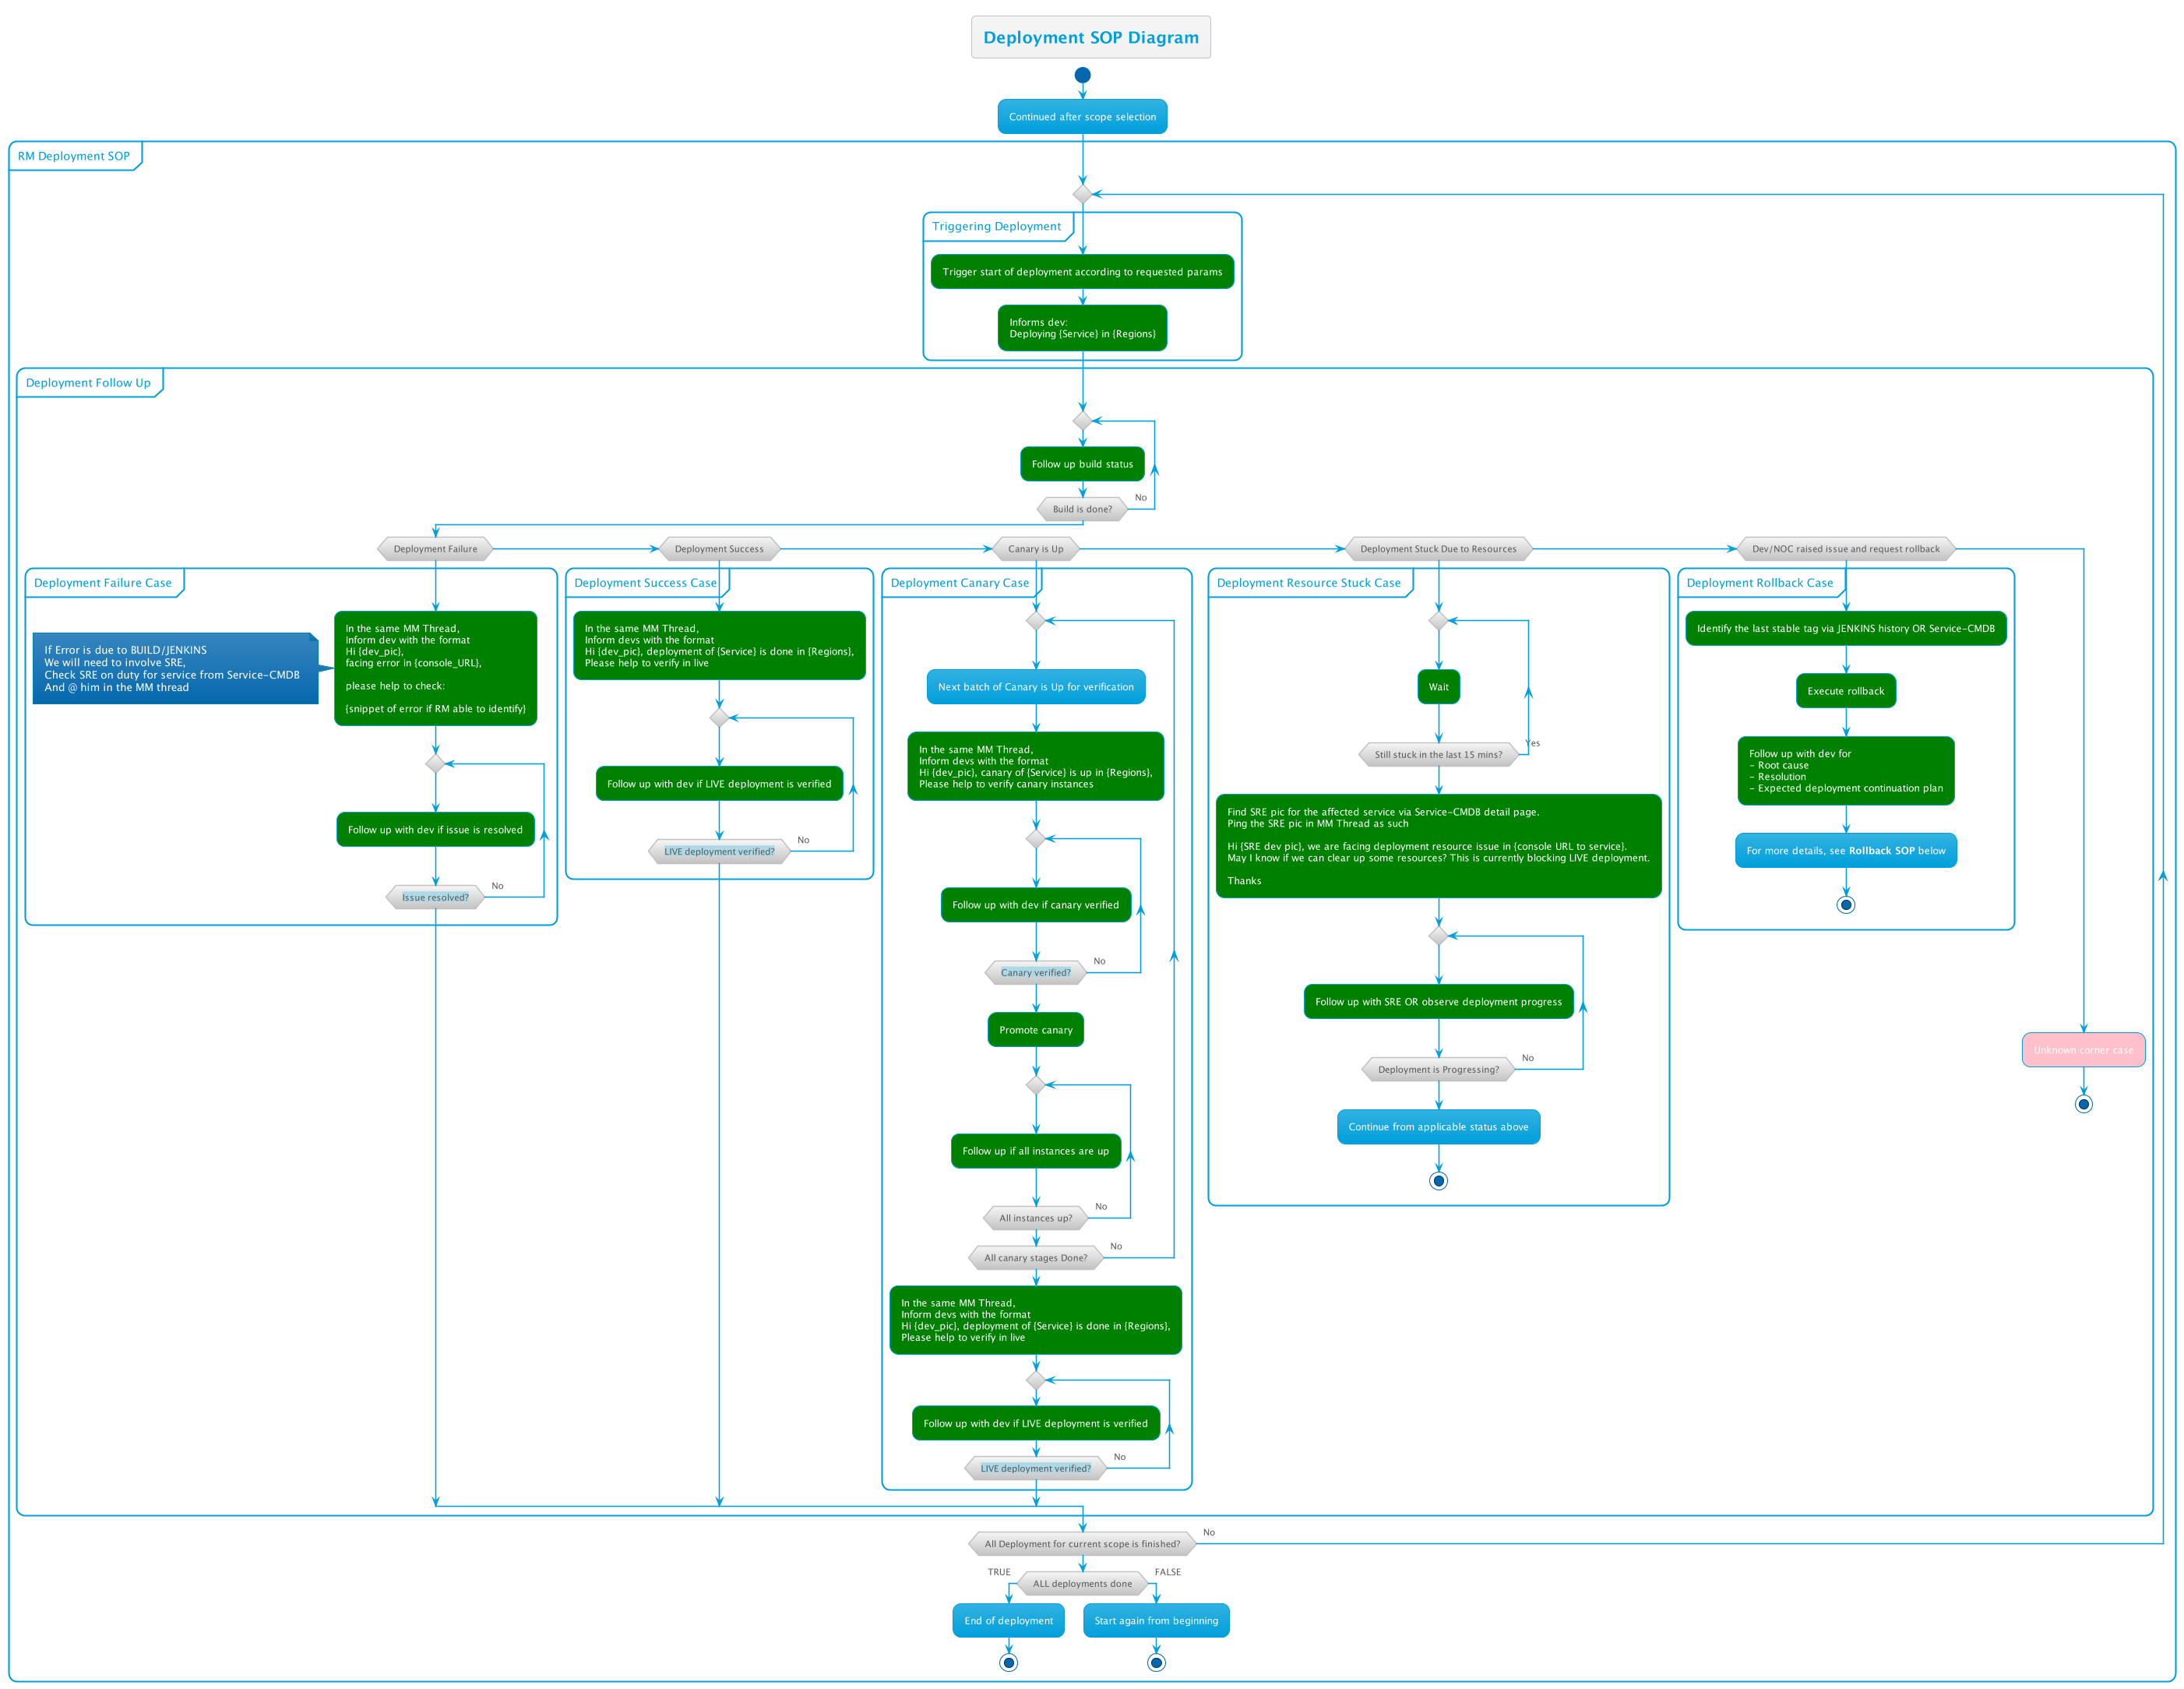 Deployment SOP Diagram
Continued after scope selection
RM Deployment SOP
Triggering Deployment
Trigger start of deployment according to requested params
Informs dev:
Deploying {Service} in {Regions}
Deployment Follow Up
Follow up build status
Build is done?
No
Deployment Failure
Deployment Success
Canary is Up
Deployment Stuck Due to Resources
Dev/NOC raised issue and request rollback
Deployment Failure Case
If Error is due to BUILD/JENKINS
We will need to involve SRE,
Check SRE on duty for service from Service-CMDB
And @ him in the MM thread
In the same MM Thread,
Inform dev with the format
Hi {dev_pic},
facing error in {console_URL},
please help to check:
{snippet of error if RM able to identify}
Follow up with dev if issue is resolved
Issue resolved?
No
Deployment Success Case
In the same MM Thread,
Inform devs with the format
Hi {dev_pic}, deployment of {Service} is done in {Regions},
Please help to verify in live
Follow up with dev if LIVE deployment is verified
LIVE deployment verified?
No
Deployment Canary Case
Next batch of Canary is Up for verification
In the same MM Thread,
Inform devs with the format
Hi {dev_pic}, canary of {Service} is up in {Regions},
Please help to verify canary instances
Follow up with dev if canary verified
Canary verified?
No
Promote canary
Follow up if all instances are up
All instances up?
No
All canary stages Done?
No
In the same MM Thread,
Inform devs with the format
Hi {dev_pic}, deployment of {Service} is done in {Regions},
Please help to verify in live
Follow up with dev if LIVE deployment is verified
LIVE deployment verified?
No
Deployment Resource Stuck Case
Wait
Still stuck in the last 15 mins?
Yes
Find SRE pic for the affected service via Service-CMDB detail page.
Ping the SRE pic in MM Thread as such
Hi {SRE dev pic}, we are facing deployment resource issue in {console URL to service}.
May I know if we can clear up some resources? This is currently blocking LIVE deployment.
Thanks
Follow up with SRE OR observe deployment progress
Deployment is Progressing?
No
Continue from applicable status above
Deployment Rollback Case
Identify the last stable tag via JENKINS history OR Service-CMDB
Execute rollback
Follow up with dev for
- Root cause
- Resolution
- Expected deployment continuation plan
For more details, see Rollback SOP below
Unknown corner case
All Deployment for current scope is finished?
No
ALL deployments done
TRUE
FALSE
End of deployment
Start again from beginning